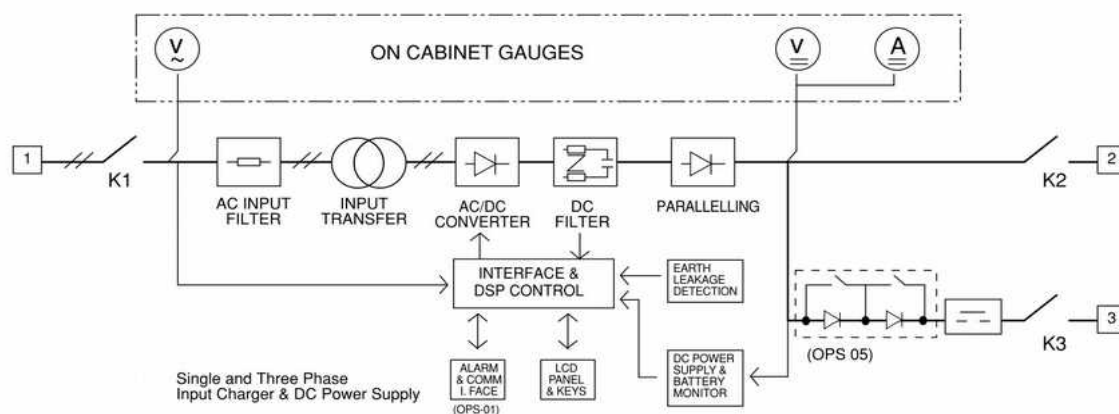 V
~
ON CABINET GAUGES
V
A
1
K1
AC INPUT
FILTER
INPUT
TRANSFER
AC/DC
CONVERTER
DC
FILTER
PARALLELLING
K2
2
INTERFACE &
DSP CONTROL
EARTH
LEAKAGE
DETECTION
(OPS 05)
K3
3
ALARM
& COMM
I. FACE
(OPS-01)
LCD
PANEL
& KEYS
DC POWER
SUPPLY &
BATTERY
MONITOR
Single and Three Phase
Input Charger & DC Power Supply